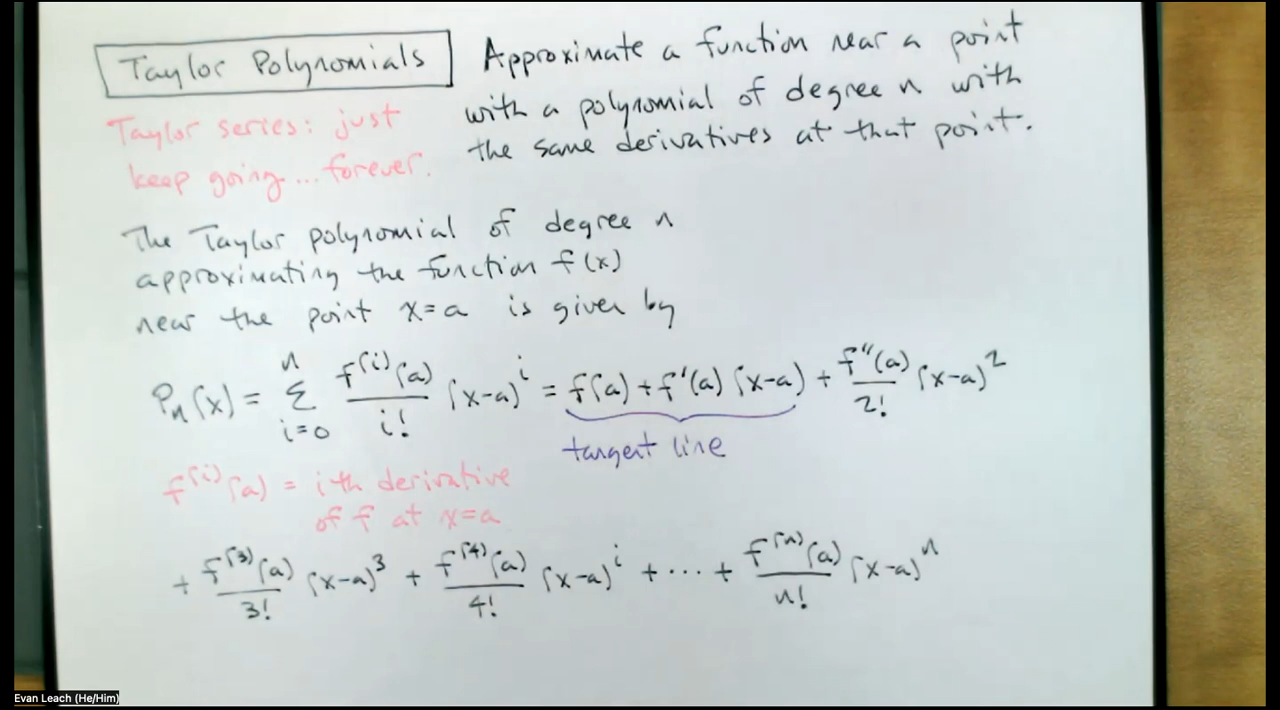 Taylor Polynomials
Approximate a function near a point
with a polynomial of degree n with
the same derivatives at that point.
Taylor series: just
keep going...forever.
The Taylor polynomial of degree n
approximating the function f(x)
near the point x=a is given by
Pₙ(x) = Σ_{i=0}^{n} f⁽ⁱ⁾(a)/i! (x-a)ⁱ = f(a) + f'(a)(x-a) + f''(a)/2! (x-a)²
tangent line
f⁽ⁱ⁾(a) = ith derivative
of f at x=a
+ f⁽³⁾(a)/3! (x-a)³ + f⁽⁴⁾(a)/4! (x-a)ⁱ + ... + f⁽ⁿ⁾(a)/n! (x-a)ⁿ
Evan Leach (He/Him)